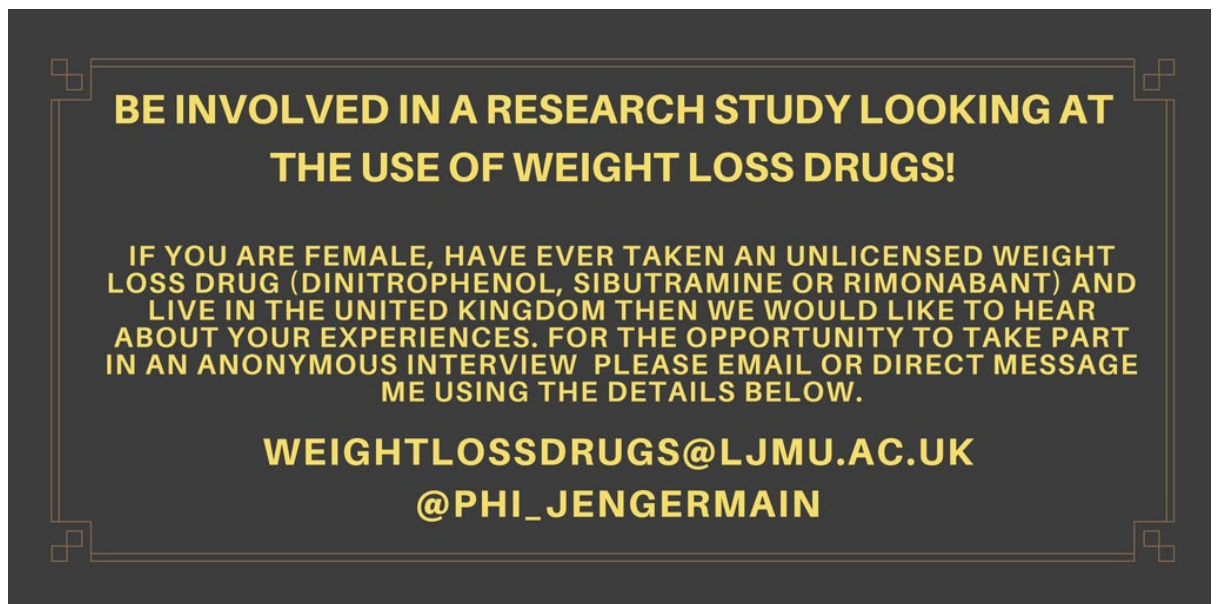 BE INVOLVED IN A RESEARCH STUDY LOOKING AT
THE USE OF WEIGHT LOSS DRUGS!
IF YOU ARE FEMALE, HAVE EVER TAKEN AN UNLICENSED WEIGHT
LOSS DRUG (DINITROPHENOL, SIBUTRAMINE OR RIMONABANT) AND
LIVE IN THE UNITED KINGDOM THEN WE WOULD LIKE TO HEAR
ABOUT YOUR EXPERIENCES. FOR THE OPPORTUNITY TO TAKE PART
IN AN ANONYMOUS INTERVIEW PLEASE EMAIL OR DIRECT MESSAGE
ME USING THE DETAILS BELOW.
WEIGHTLOSSDRUGS@LJMU.AC.UK
@PHI_JENGERMAIN